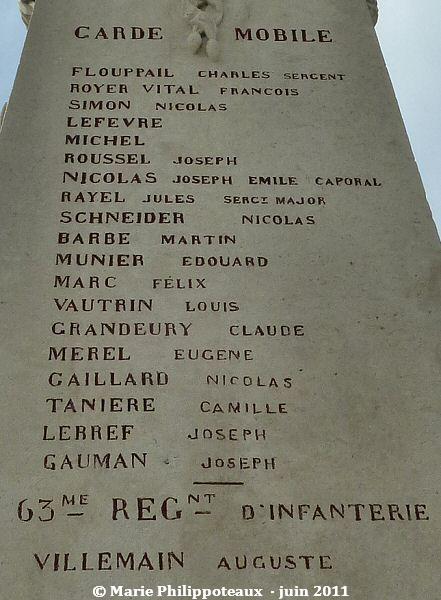 GARDE MOBILE
FLOUPPAIL CHARLES SERGENT
ROYER VITAL FRANCOIS
SIMON NICOLAS
LEFEVRE
MICHEL
ROUSSEL JOSEPH
NICOLAS JOSEPH EMILE CAPORAL
RAYEL JULES SERGT MAJOR
SCHNEIDER NICOLAS
BARBE MARTIN
MUNIER EDOUARD
MARC FÉLIX
VAUTRIN LOUIS
GRANDEURY CLAUDE
MEREL EUGENE
GAILLARD NICOLAS
TANIERE CAMILLE
LEBREF JOSEPH
GAUMAN JOSEPH
63ME REGNT D'INFANTERIE
VILLEMAIN AUGUSTE
© Marie Philippoteaux - juin 2011